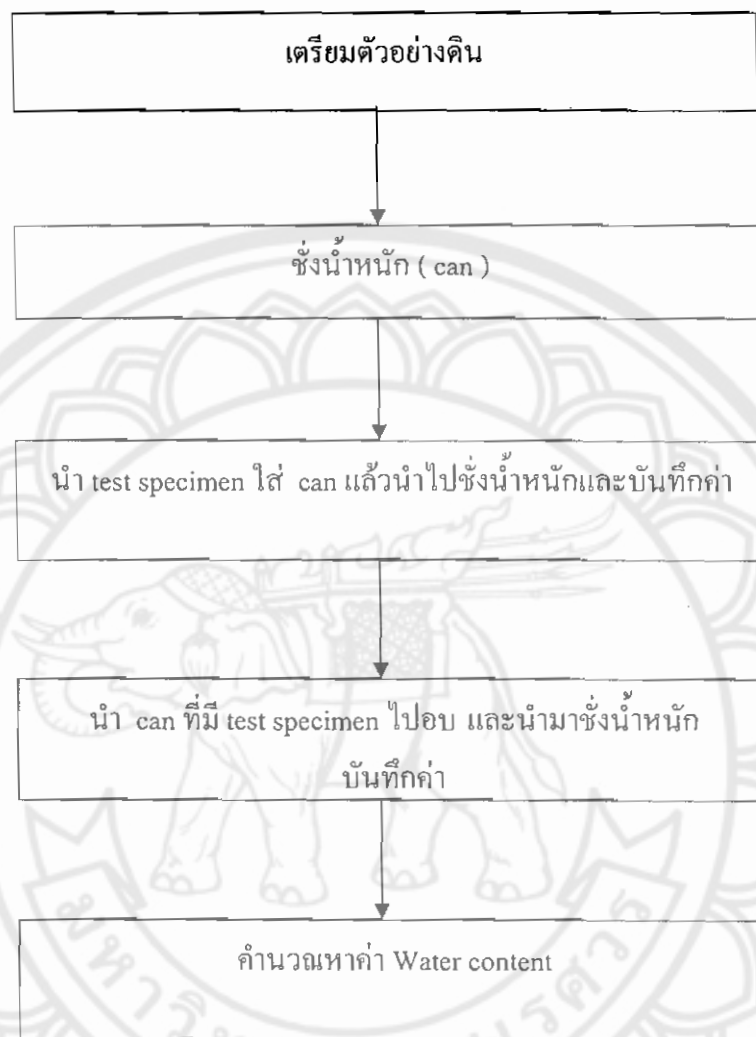 เตรียมตัวอย่างดิน
ชั่งน้ำหนัก ( can )
นำ test specimen ใส่ can แล้วนำไปชั่งน้ำหนักและบันทึกค่า
นำ can ที่มี test specimen ไปอบ และนำมาชั่งน้ำหนัก
บันทึกค่า
คำนวณหาค่า Water content